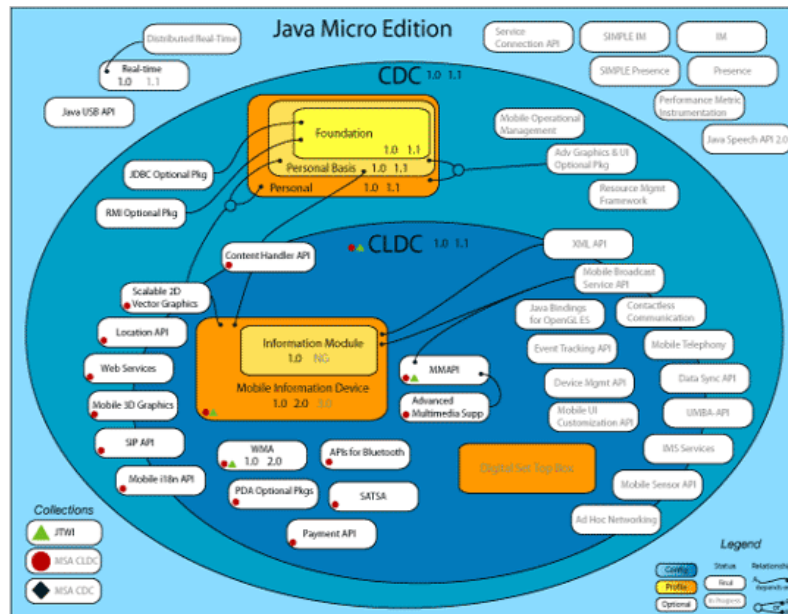 Java Micro Edition
Distributed Real-Time
Real-time
1.0 1.1
Java USB API
Service
Connection API
SIMPLE IM
IM
SIMPLE Presence
Presence
Performance Metric
Instrumentation
Java Speech API 2.0
CDC 1.0 1.1
Foundation
1.0 1.1
Personal Basis 1.0 1.1
Personal 1.0 1.1
JDBC Optional Pkg
RMI Optional Pkg
Mobile Operational
Management
Adv Graphics & UI
Optional Pkg
Resource Mgmt
Framework
CLDC 1.0 1.1
Content Handler API
Scalable 2D
Vector Graphics
Location API
Web Services
Mobile 3D Graphics
SIP API
Mobile i18n API
Information Module
1.0 NG
Mobile Information Device
1.0 2.0 3.0
MMAPI
Advanced
Multimedia Supp
XML API
Mobile Broadcast
Service API
Java Bindings
for OpenGL ES
Contactless
Communication
Event Tracking API
Mobile Telephony
Device Mgmt API
Data Sync API
Mobile UI
Customization API
UMBA-API
IMS Services
Mobile Sensor API
Ad Hoc Networking
Digital Set Top Box
WMA
1.0 2.0
APIs for Bluetooth
PDA Optional Pkgs
SATSA
Payment API
Collections
JTWI
MSA CLDC
MSA CDC
Legend
Config
Profile
Optional
Status
Final
In Progress
Relationship
depends on
or